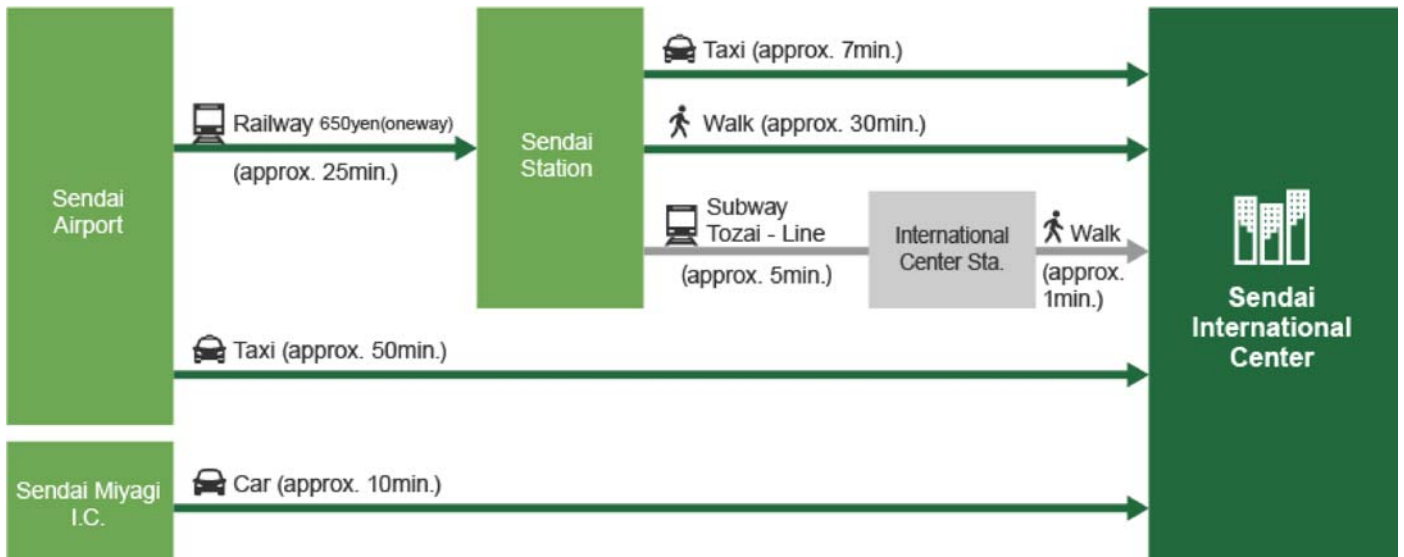 Taxi (approx. 7min.)
Railway 650yen(oneway)
(approx. 25min.)
Walk (approx. 30min.)
Sendai
Airport
Sendai
Station
Subway
Tozai - Line
(approx. 5min.)
International
Center Sta.
Walk
(approx.
1min.)
Sendai
International
Center
Taxi (approx. 50min.)
Sendai Miyagi
I.C.
Car (approx. 10min.)